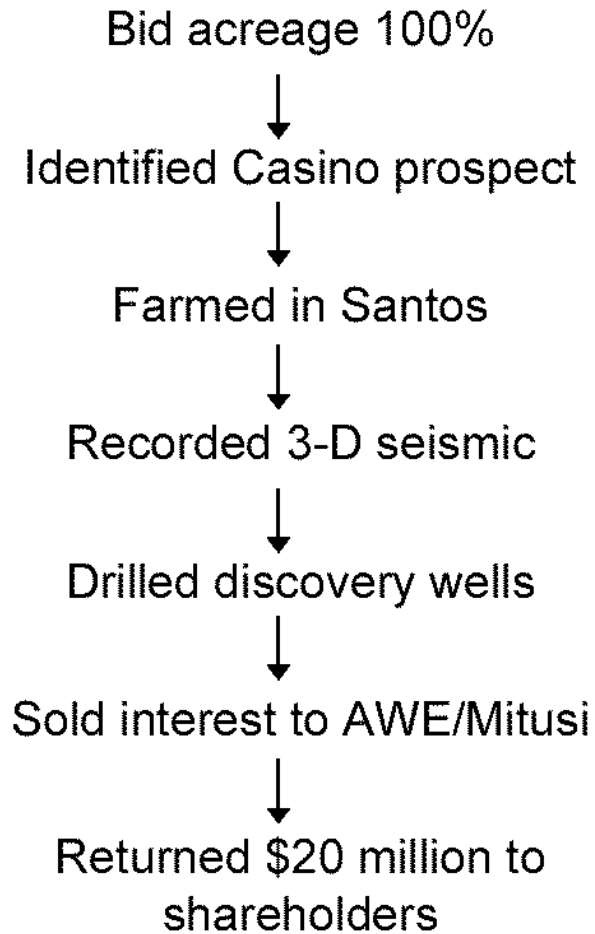 Bid acreage 100%
Identified Casino prospect
Farmed in Santos
Recorded 3-D seismic
Drilled discovery wells
Sold interest to AWE/Mitusi
Returned $20 million to
shareholders